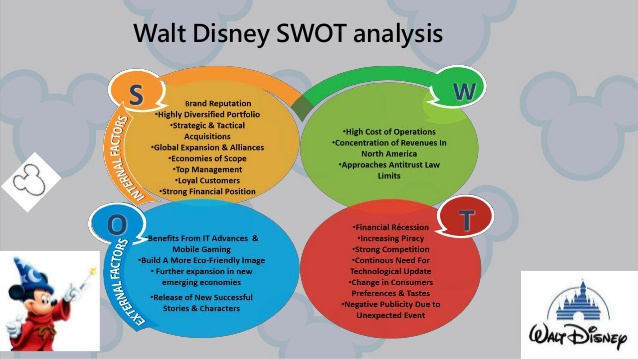 Walt Disney SWOT analysis
S
INTERNAL FACTORS
Brand Reputation
•Highly Diversified Portfolio
•Strategic & Tactical
Acquisitions
•Global Expansion & Alliances
•Economies of Scope
•Top Management
•Loyal Customers
•Strong Financial Position
W
•High Cost of Operations
•Concentration of Revenues In
North America
•Approaches Antitrust Law
Limits
O
EXTERNAL FACTORS
•Benefits From IT Advances &
Mobile Gaming
•Build A More Eco-Friendly Image
• Further expansion in new
emerging economies
•Release of New Successful
Stories & Characters
T
•Financial Récession
•Increasing Piracy
•Strong Competition
•Continous Need For
Technological Update
•Change in Consumers
Preferences & Tastes
•Negative Publicity Due to
Unexpected Event
WALT DISNEY